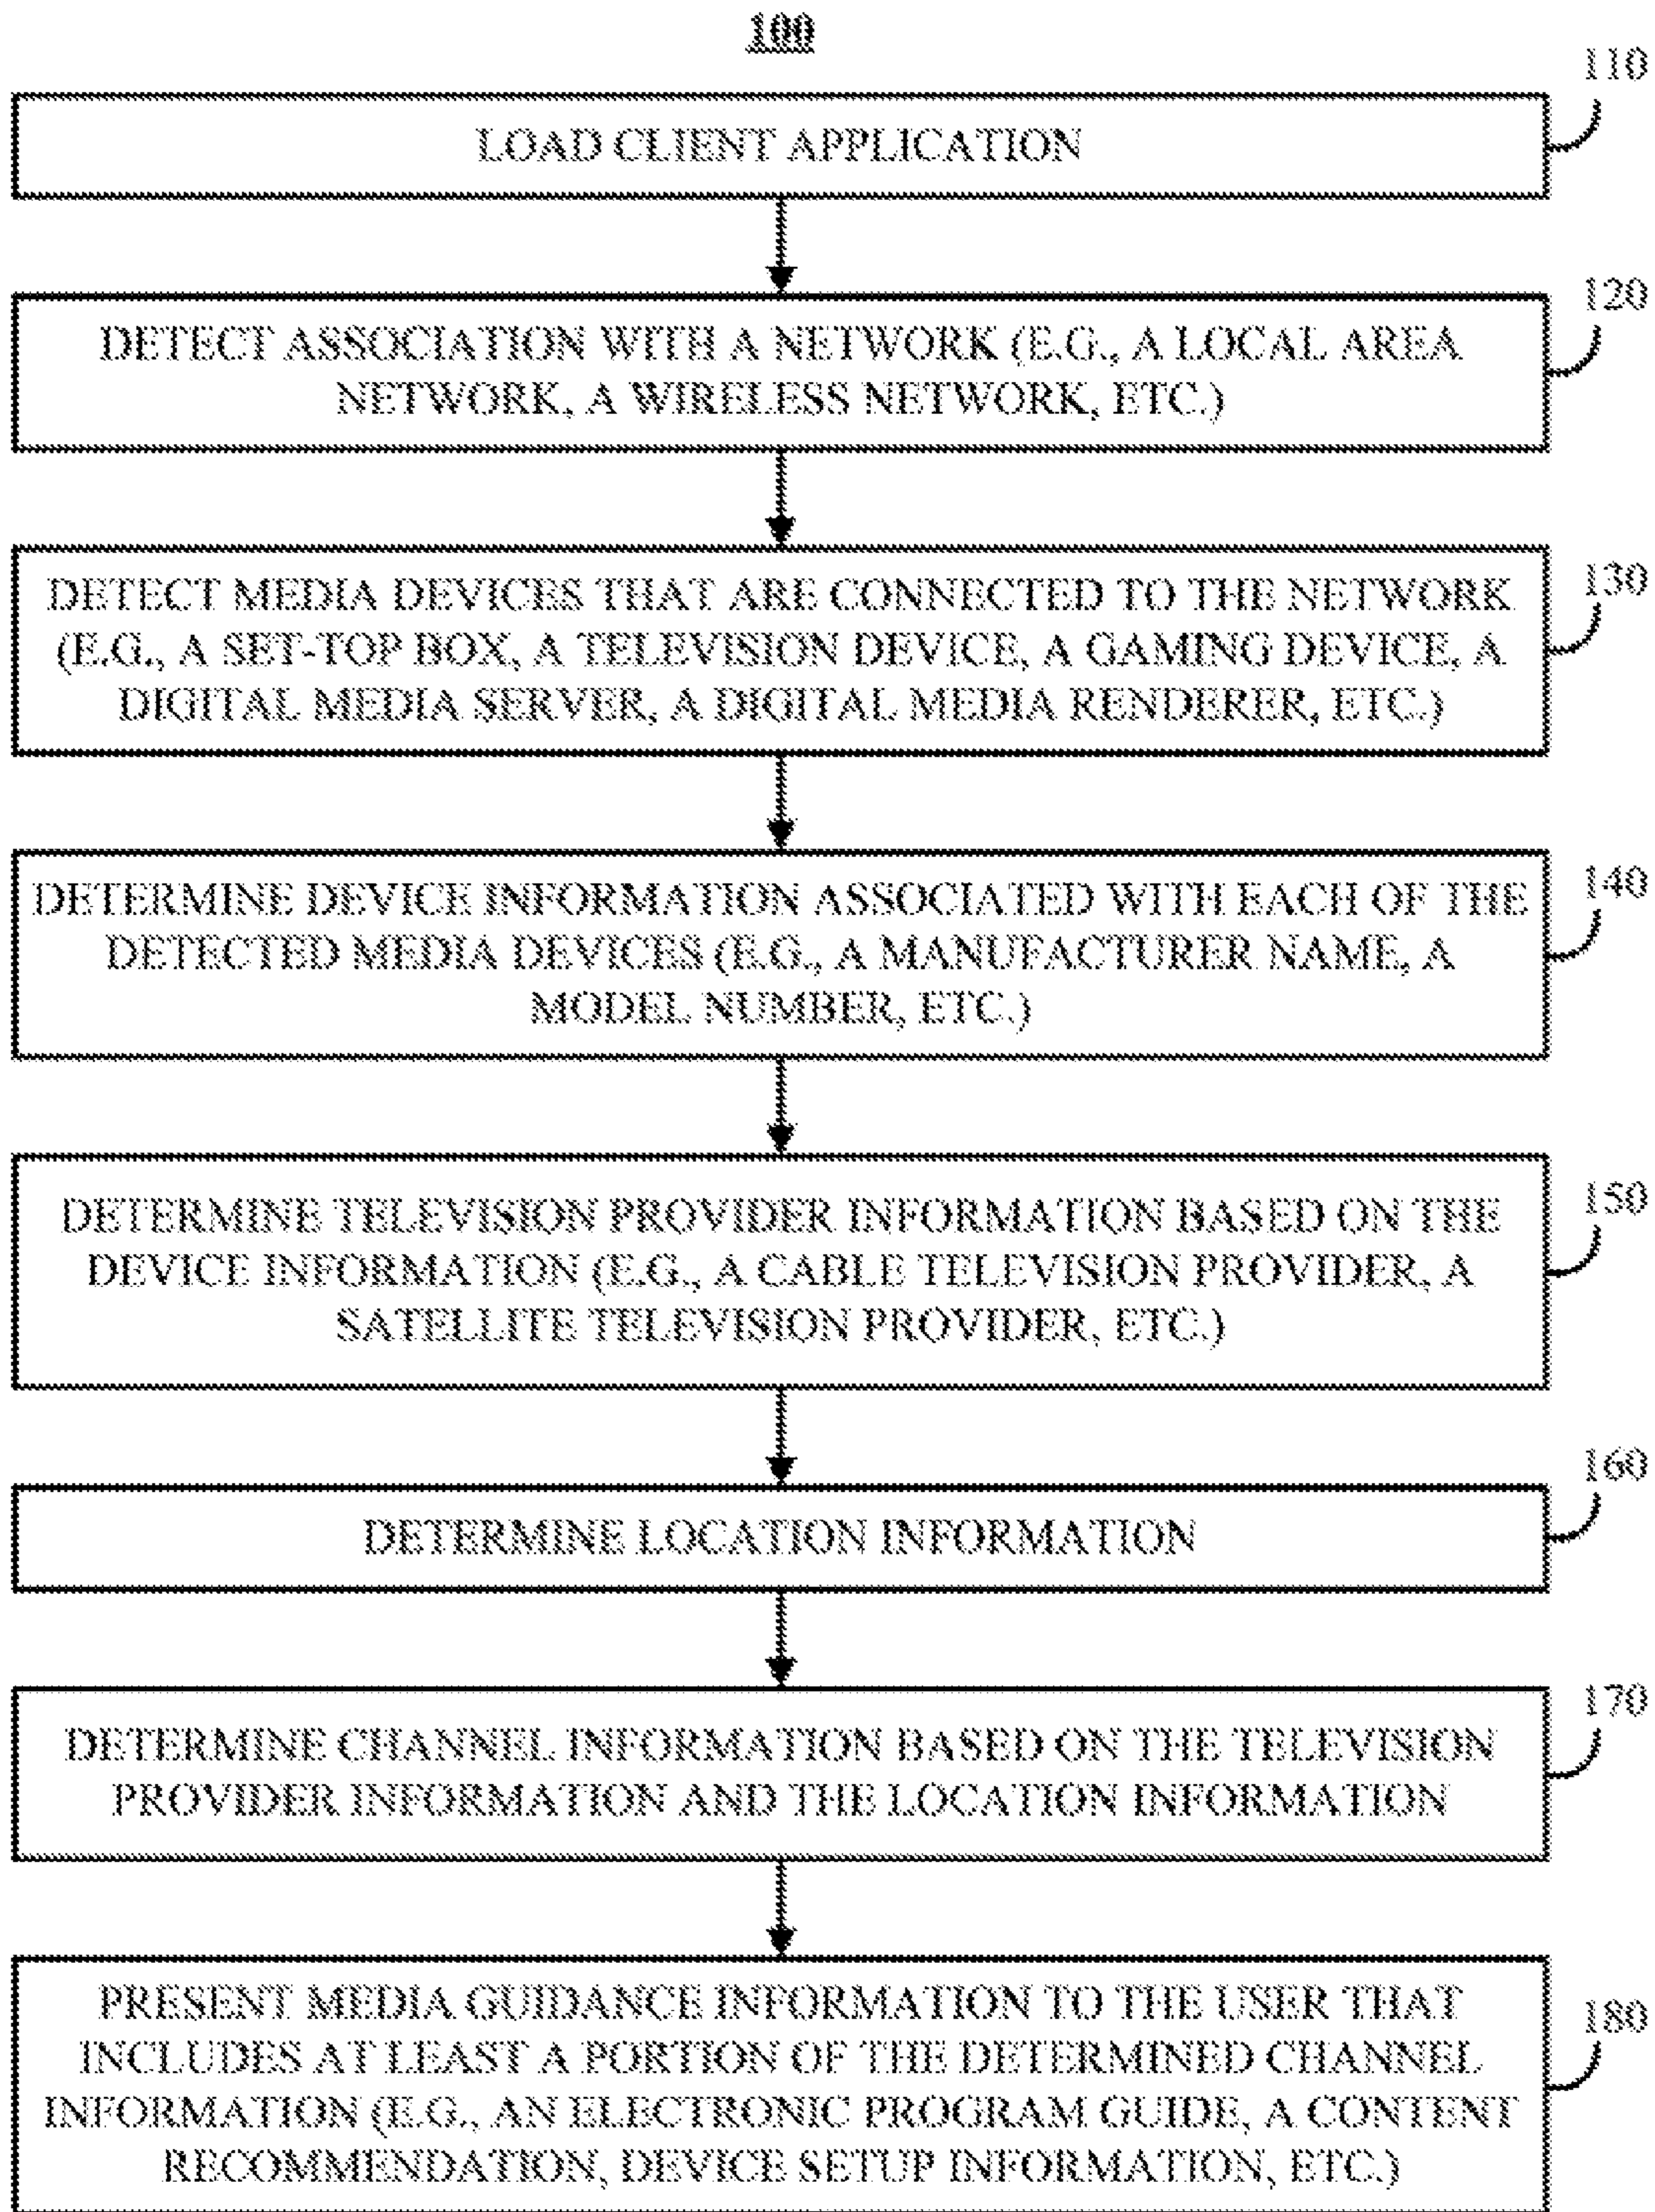 100
110
LOAD CLIENT APPLICATION
120
DETECT ASSOCIATION WITH A NETWORK (E.G., A LOCAL AREA
NETWORK, A WIRELESS NETWORK, ETC.)
130
DETECT MEDIA DEVICES THAT ARE CONNECTED TO THE NETWORK
(E.G., A SET-TOP BOX, A TELEVISION DEVICE, A GAMING DEVICE, A
DIGITAL MEDIA SERVER, A DIGITAL MEDIA RENDERER, ETC.)
140
DETERMINE DEVICE INFORMATION ASSOCIATED WITH EACH OF THE
DETECTED MEDIA DEVICES (E.G., A MANUFACTURER NAME, A
MODEL NUMBER, ETC.)
150
DETERMINE TELEVISION PROVIDER INFORMATION BASED ON THE
DEVICE INFORMATION (E.G., A CABLE TELEVISION PROVIDER, A
SATELLITE TELEVISION PROVIDER, ETC.)
160
DETERMINE LOCATION INFORMATION
170
DETERMINE CHANNEL INFORMATION BASED ON THE TELEVISION
PROVIDER INFORMATION AND THE LOCATION INFORMATION
180
PRESENT MEDIA GUIDANCE INFORMATION TO THE USER THAT
INCLUDES AT LEAST A PORTION OF THE DETERMINED CHANNEL
INFORMATION (E.G., AN ELECTRONIC PROGRAM GUIDE, A CONTENT
RECOMMENDATION, DEVICE SETUP INFORMATION, ETC.)